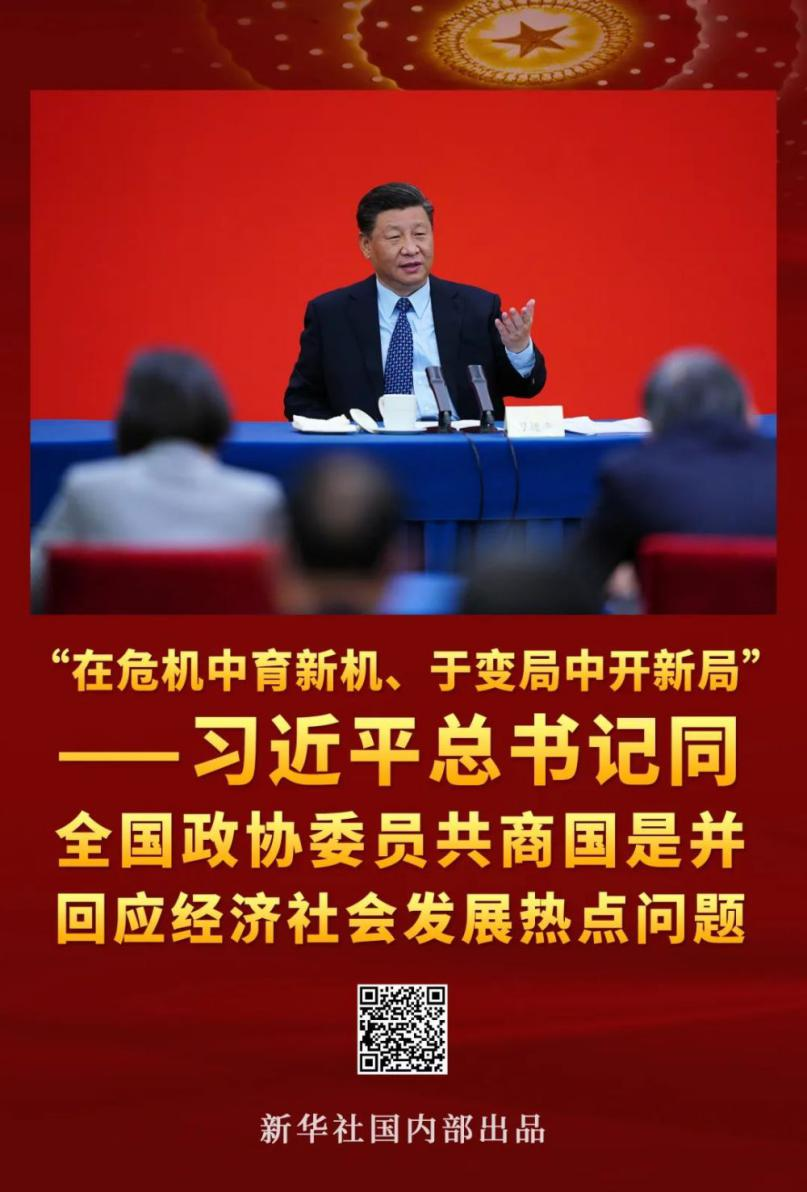 “在危机中育新机、于变局中开新局”
——习近平总书记同
全国政协委员共商国是并
回应经济社会发展热点问题
新华社国内部出品